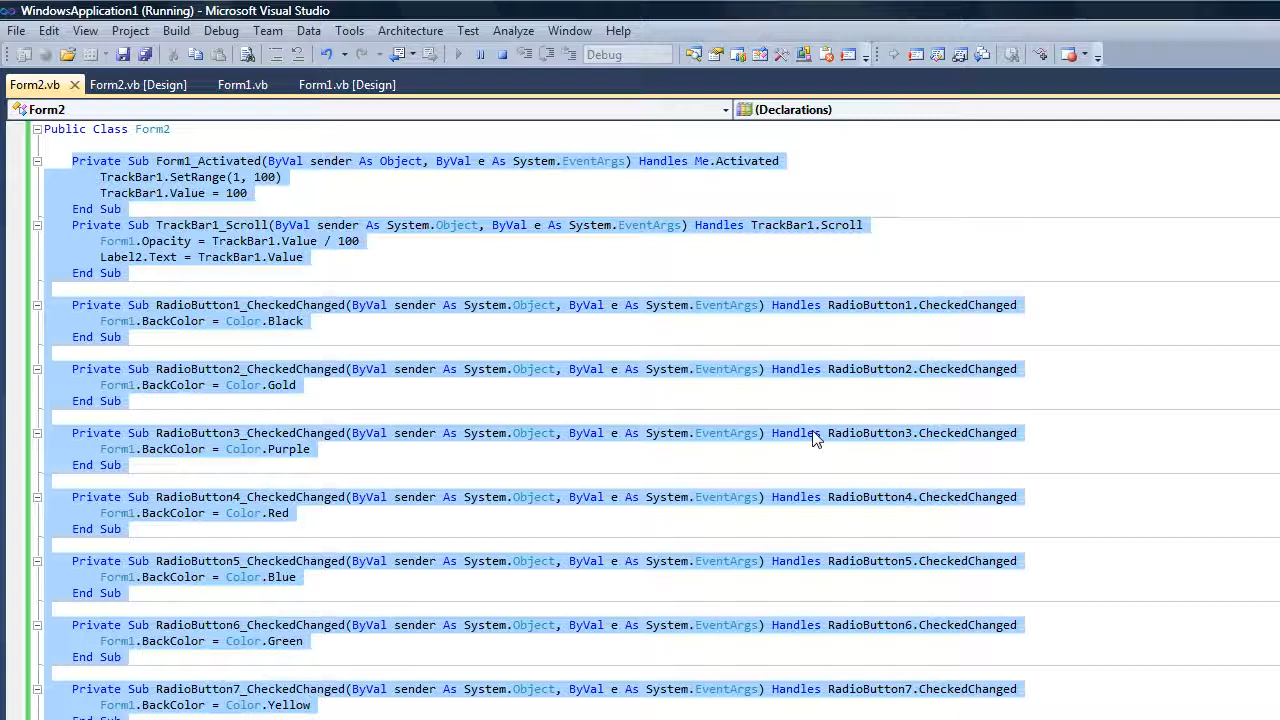 WindowsApplication1 (Running) - Microsoft Visual Studio
File Edit View Project Build Debug Team Data Tools Architecture Test Analyze Window Help
Debug
Form2.vb Form2.vb [Design] Form1.vb Form1.vb [Design]
Form2 (Declarations)
Public Class Form2
Private Sub Form1_Activated(ByVal sender As Object, ByVal e As System.EventArgs) Handles Me.Activated
TrackBar1.SetRange(1, 100)
TrackBar1.Value = 100
End Sub
Private Sub TrackBar1_Scroll(ByVal sender As System.Object, ByVal e As System.EventArgs) Handles TrackBar1.Scroll
Form1.Opacity = TrackBar1.Value / 100
Label2.Text = TrackBar1.Value
End Sub
Private Sub RadioButton1_CheckedChanged(ByVal sender As System.Object, ByVal e As System.EventArgs) Handles RadioButton1.CheckedChanged
Form1.BackColor = Color.Black
End Sub
Private Sub RadioButton2_CheckedChanged(ByVal sender As System.Object, ByVal e As System.EventArgs) Handles RadioButton2.CheckedChanged
Form1.BackColor = Color.Gold
End Sub
Private Sub RadioButton3_CheckedChanged(ByVal sender As System.Object, ByVal e As System.EventArgs) Handles RadioButton3.CheckedChanged
Form1.BackColor = Color.Purple
End Sub
Private Sub RadioButton4_CheckedChanged(ByVal sender As System.Object, ByVal e As System.EventArgs) Handles RadioButton4.CheckedChanged
Form1.BackColor = Color.Red
End Sub
Private Sub RadioButton5_CheckedChanged(ByVal sender As System.Object, ByVal e As System.EventArgs) Handles RadioButton5.CheckedChanged
Form1.BackColor = Color.Blue
End Sub
Private Sub RadioButton6_CheckedChanged(ByVal sender As System.Object, ByVal e As System.EventArgs) Handles RadioButton6.CheckedChanged
Form1.BackColor = Color.Green
End Sub
Private Sub RadioButton7_CheckedChanged(ByVal sender As System.Object, ByVal e As System.EventArgs) Handles RadioButton7.CheckedChanged
Form1.BackColor = Color.Yellow